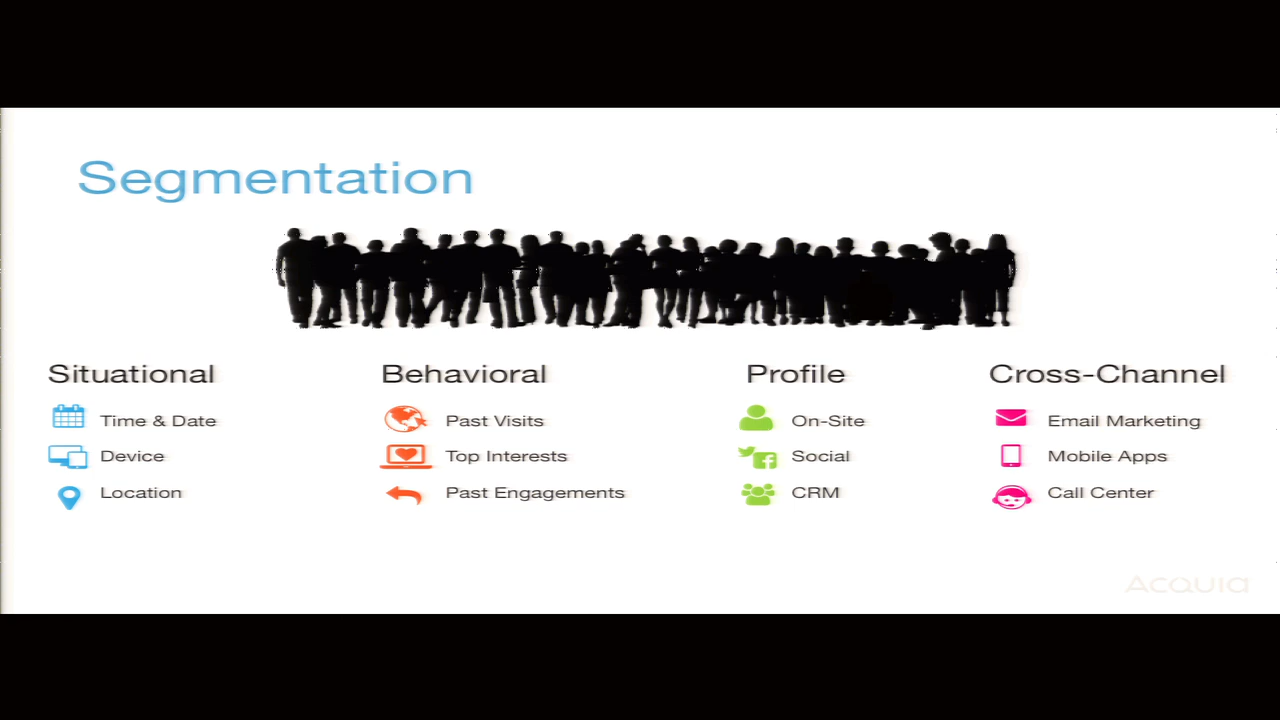 Segmentation
Situational
Time & Date
Device
Location
Behavioral
Past Visits
Top Interests
Past Engagements
Profile
On-Site
Social
CRM
Cross-Channel
Email Marketing
Mobile Apps
Call Center
Acquia